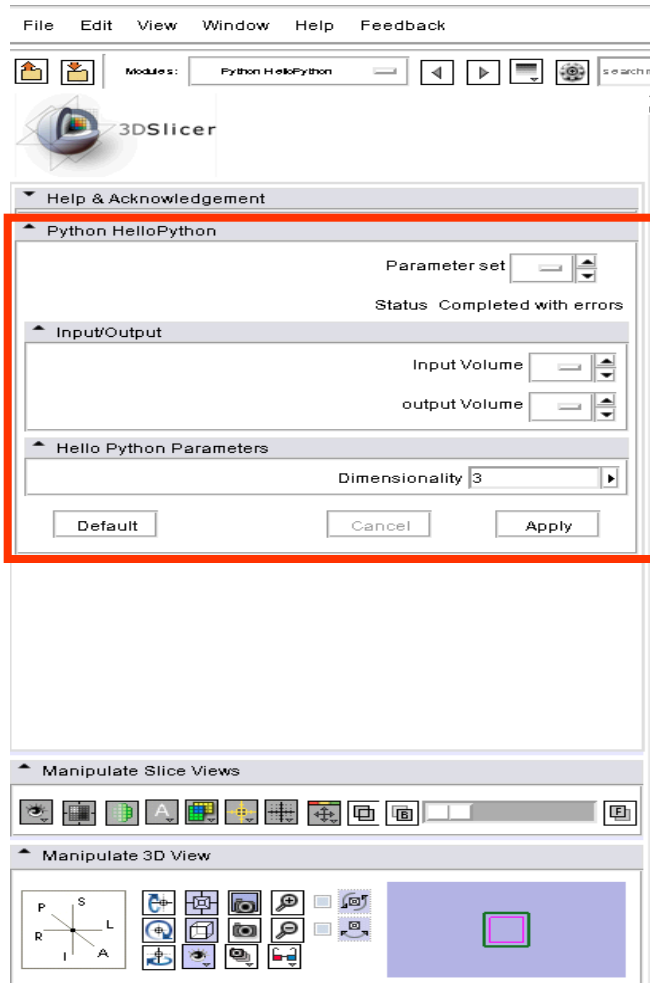 File Edit View Window Help Feedback
Modules: Python HelloPython
3DSlicer
Help & Acknowledgement
Python HelloPython
Parameter set
Status Completed with errors
Input/Output
Input Volume
output Volume
Hello Python Parameters
Dimensionality 3
Default Cancel Apply
Manipulate Slice Views
A B F
Manipulate 3D View
P S
R L
I A